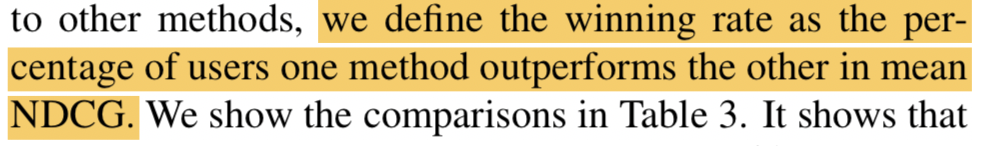 to other methods, we define the winning rate as the per-
centage of users one method outperforms the other in mean
NDCG. We show the comparisons in Table 3. It shows that